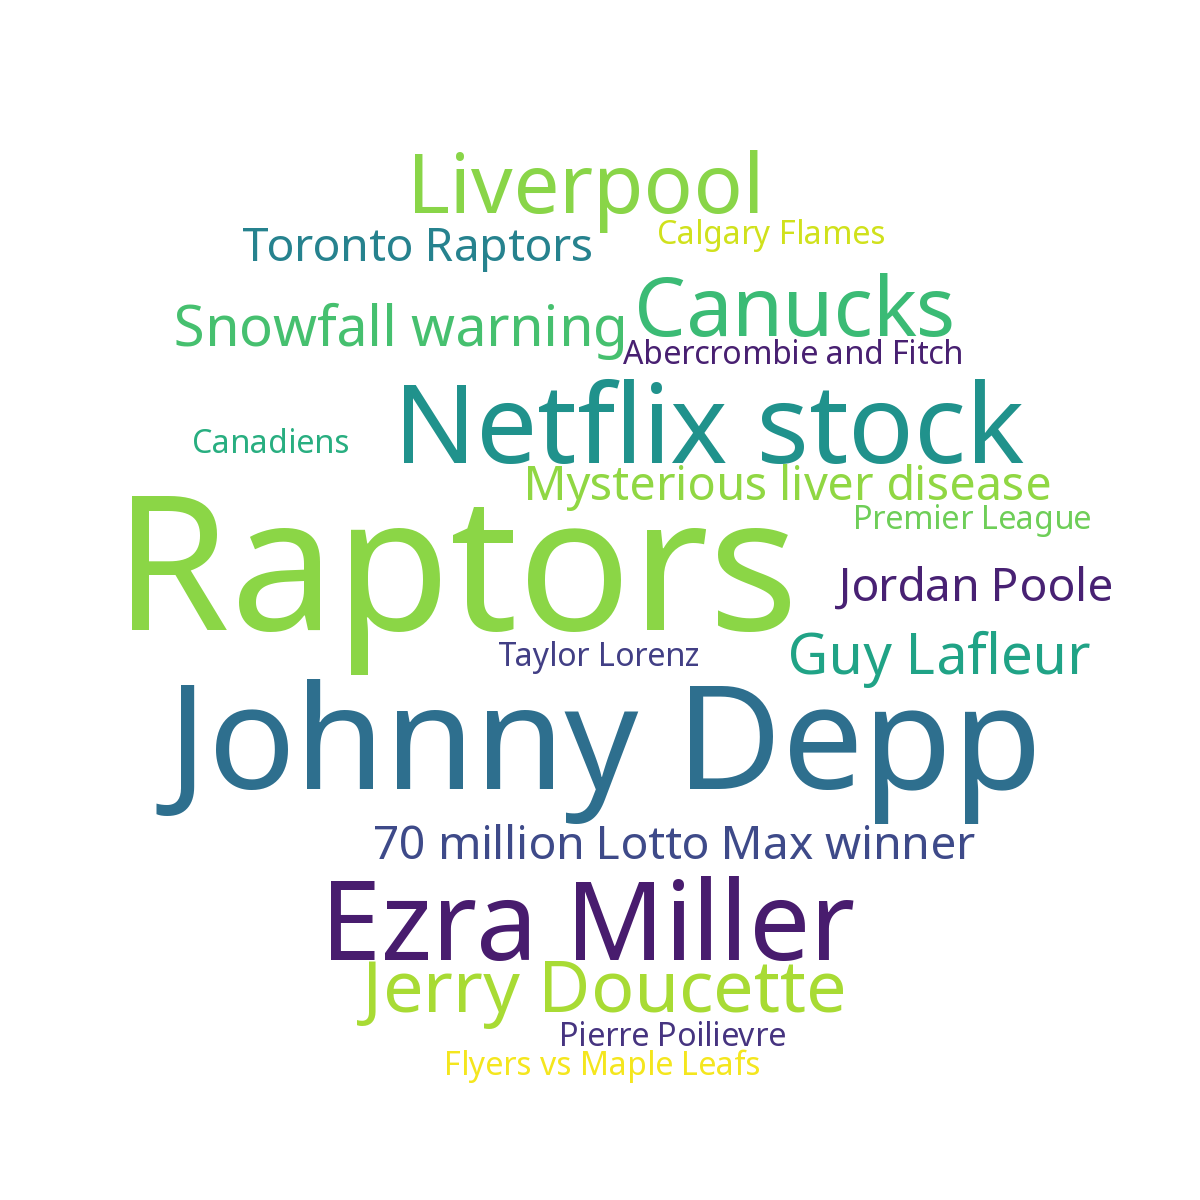 Liverpool
Calgary Flames
Toronto Raptors
Canucks
Snowfall warning
Abercrombie and Fitch
Netflix stock
Canadiens
Mysterious liver disease
Premier League
Raptors
Jordan Poole
Taylor Lorenz
Guy Lafleur
Johnny Depp
70 million Lotto Max winner
Ezra Miller
Jerry Doucette
Pierre Poilievre
Flyers vs Maple Leafs